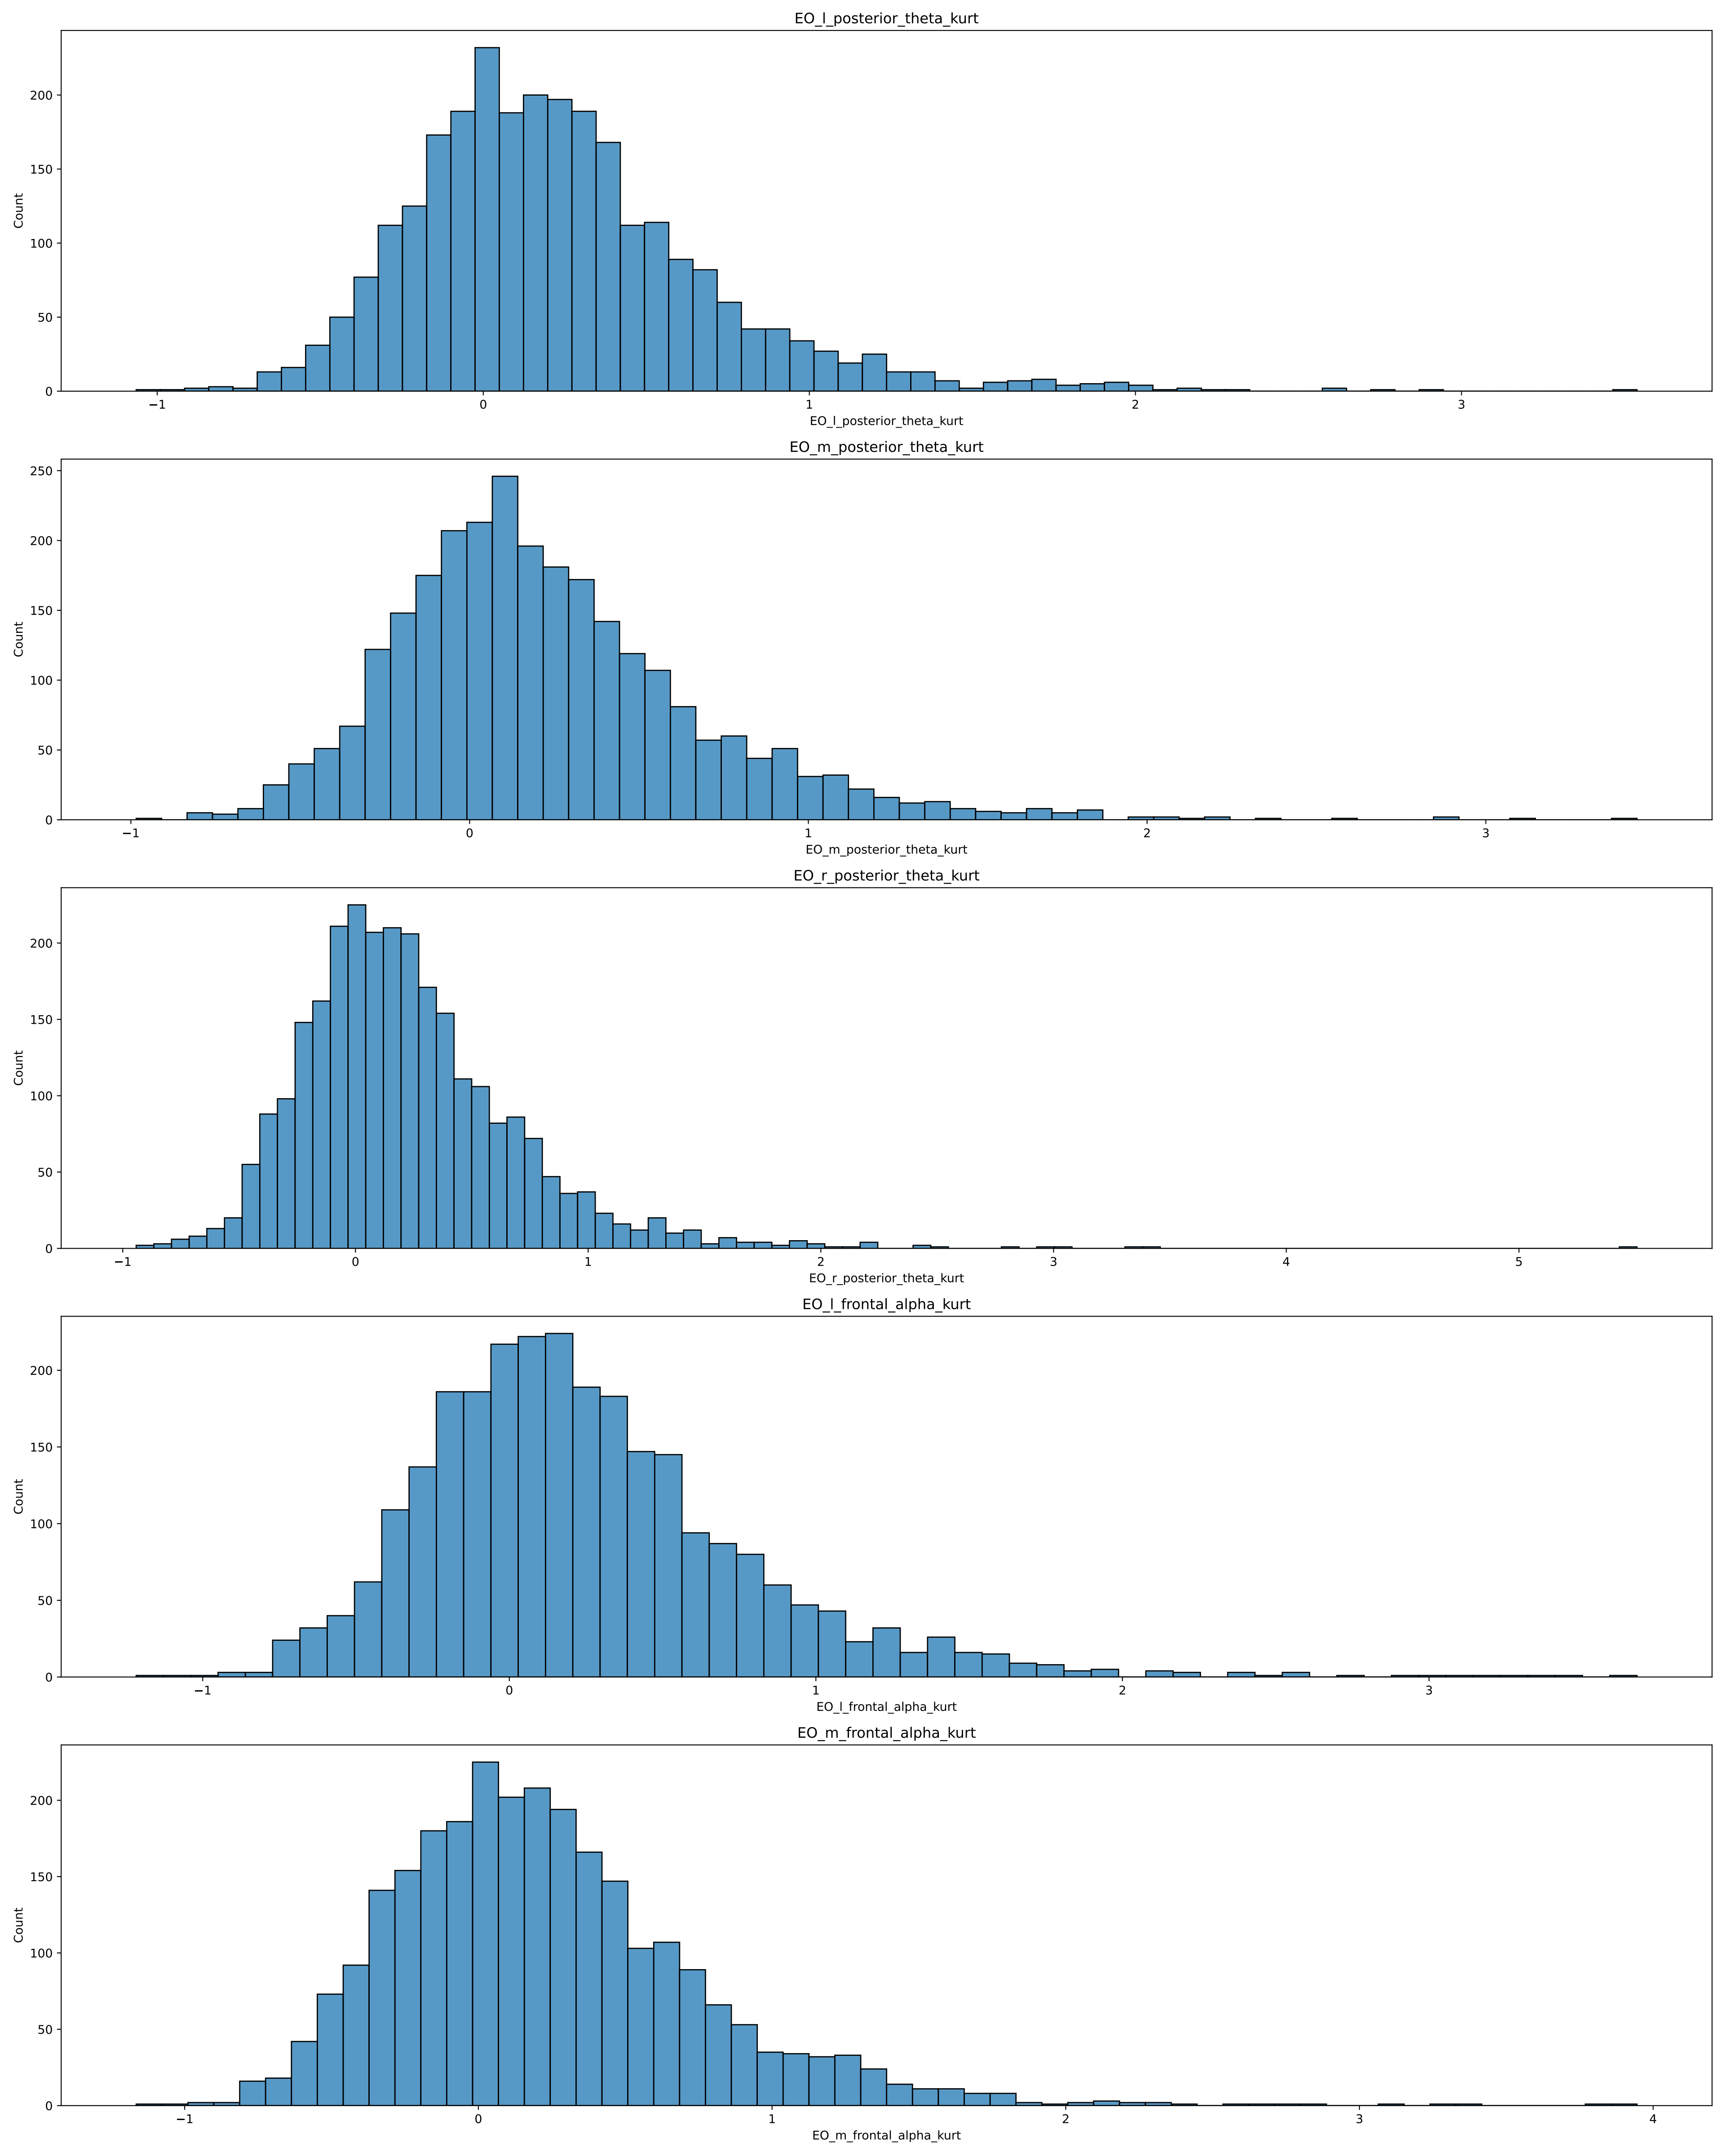 EO_l_posterior_theta_kurt
200
150
100
50
0
Count
−1 0 1 2 3
EO_l_posterior_theta_kurt
EO_m_posterior_theta_kurt
250
200
150
100
50
0
Count
−1 0 1 2 3
EO_m_posterior_theta_kurt
EO_r_posterior_theta_kurt
200
150
100
50
0
Count
−1 0 1 2 3 4 5
EO_r_posterior_theta_kurt
EO_l_frontal_alpha_kurt
200
150
100
50
0
Count
−1 0 1 2 3
EO_l_frontal_alpha_kurt
EO_m_frontal_alpha_kurt
200
150
100
50
0
Count
−1 0 1 2 3 4
EO_m_frontal_alpha_kurt